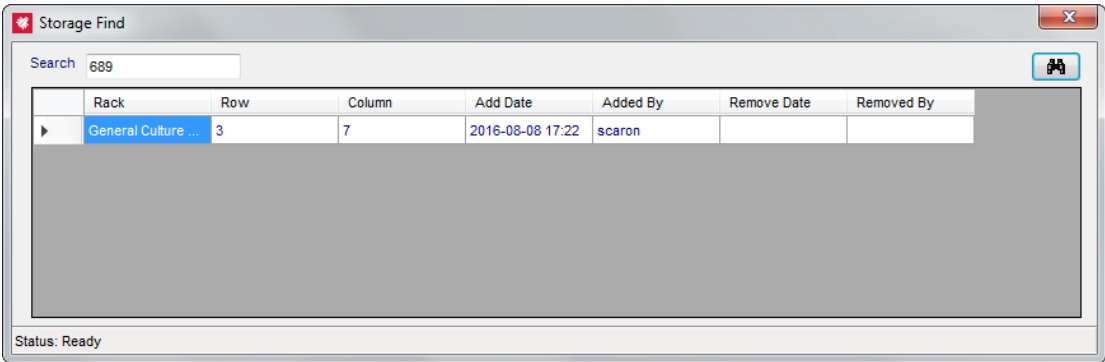 Storage Find
Search 689
Rack Row Column Add Date Added By Remove Date Removed By
General Culture ... 3 7 2016-08-08 17:22 scaron
Status: Ready